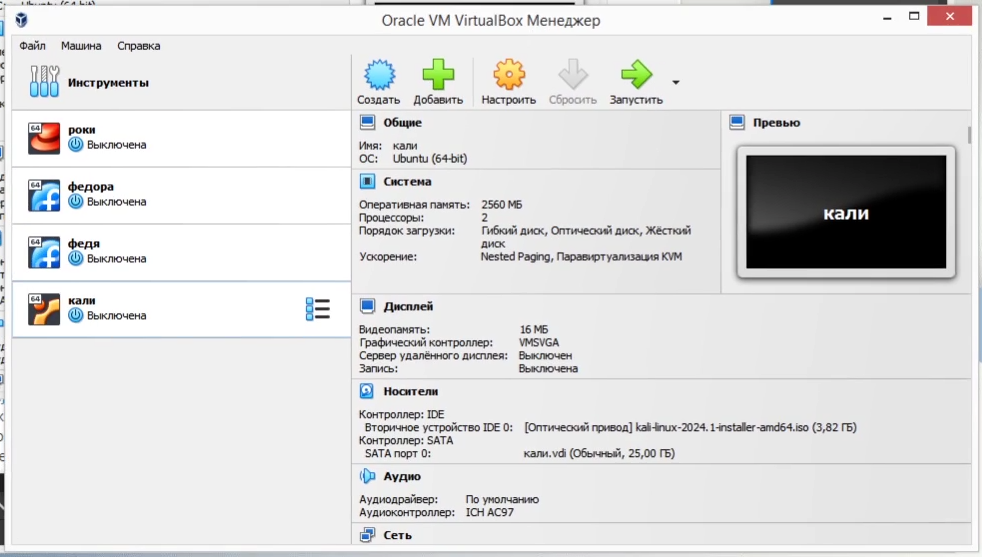 Oracle VM VirtualBox Менеджер
Файл Машина Справка
Инструменты
Создать Добавить Настроить Сбросить Запустить
64 роки
Выключена
64 федора
Выключена
64 федя
Выключена
64 кали
Выключена
Общие
Имя: кали
ОС: Ubuntu (64-bit)
Система
Оперативная память: 2560 МБ
Процессоры: 2
Порядок загрузки: Гибкий диск, Оптический диск, Жёсткий
диск
Ускорение: Nested Paging, Паравиртуализация KVM
Превью
кали
Дисплей
Видеопамять: 16 МБ
Графический контроллер: VMSVGA
Сервер удалённого дисплея: Выключен
Запись: Выключена
Носители
Контроллер: IDE
Вторичное устройство IDE 0: [Оптический привод] kali-linux-2024.1-installer-amd64.iso (3,82 ГБ)
Контроллер: SATA
SATA порт 0: кали.vdi (Обычный, 25,00 ГБ)
Аудио
Аудиодрайвер: По умолчанию
Аудиоконтроллер: ICH AC97
Сеть